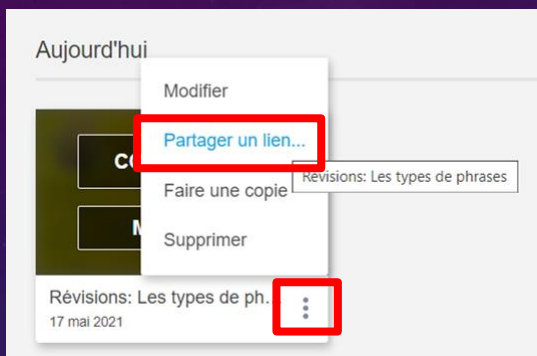 Aujourd'hui
Modifier
Partager un lien...
Révisions: Les types de phrases
Faire une copie
Supprimer
Révisions: Les types de ph...
17 mai 2021